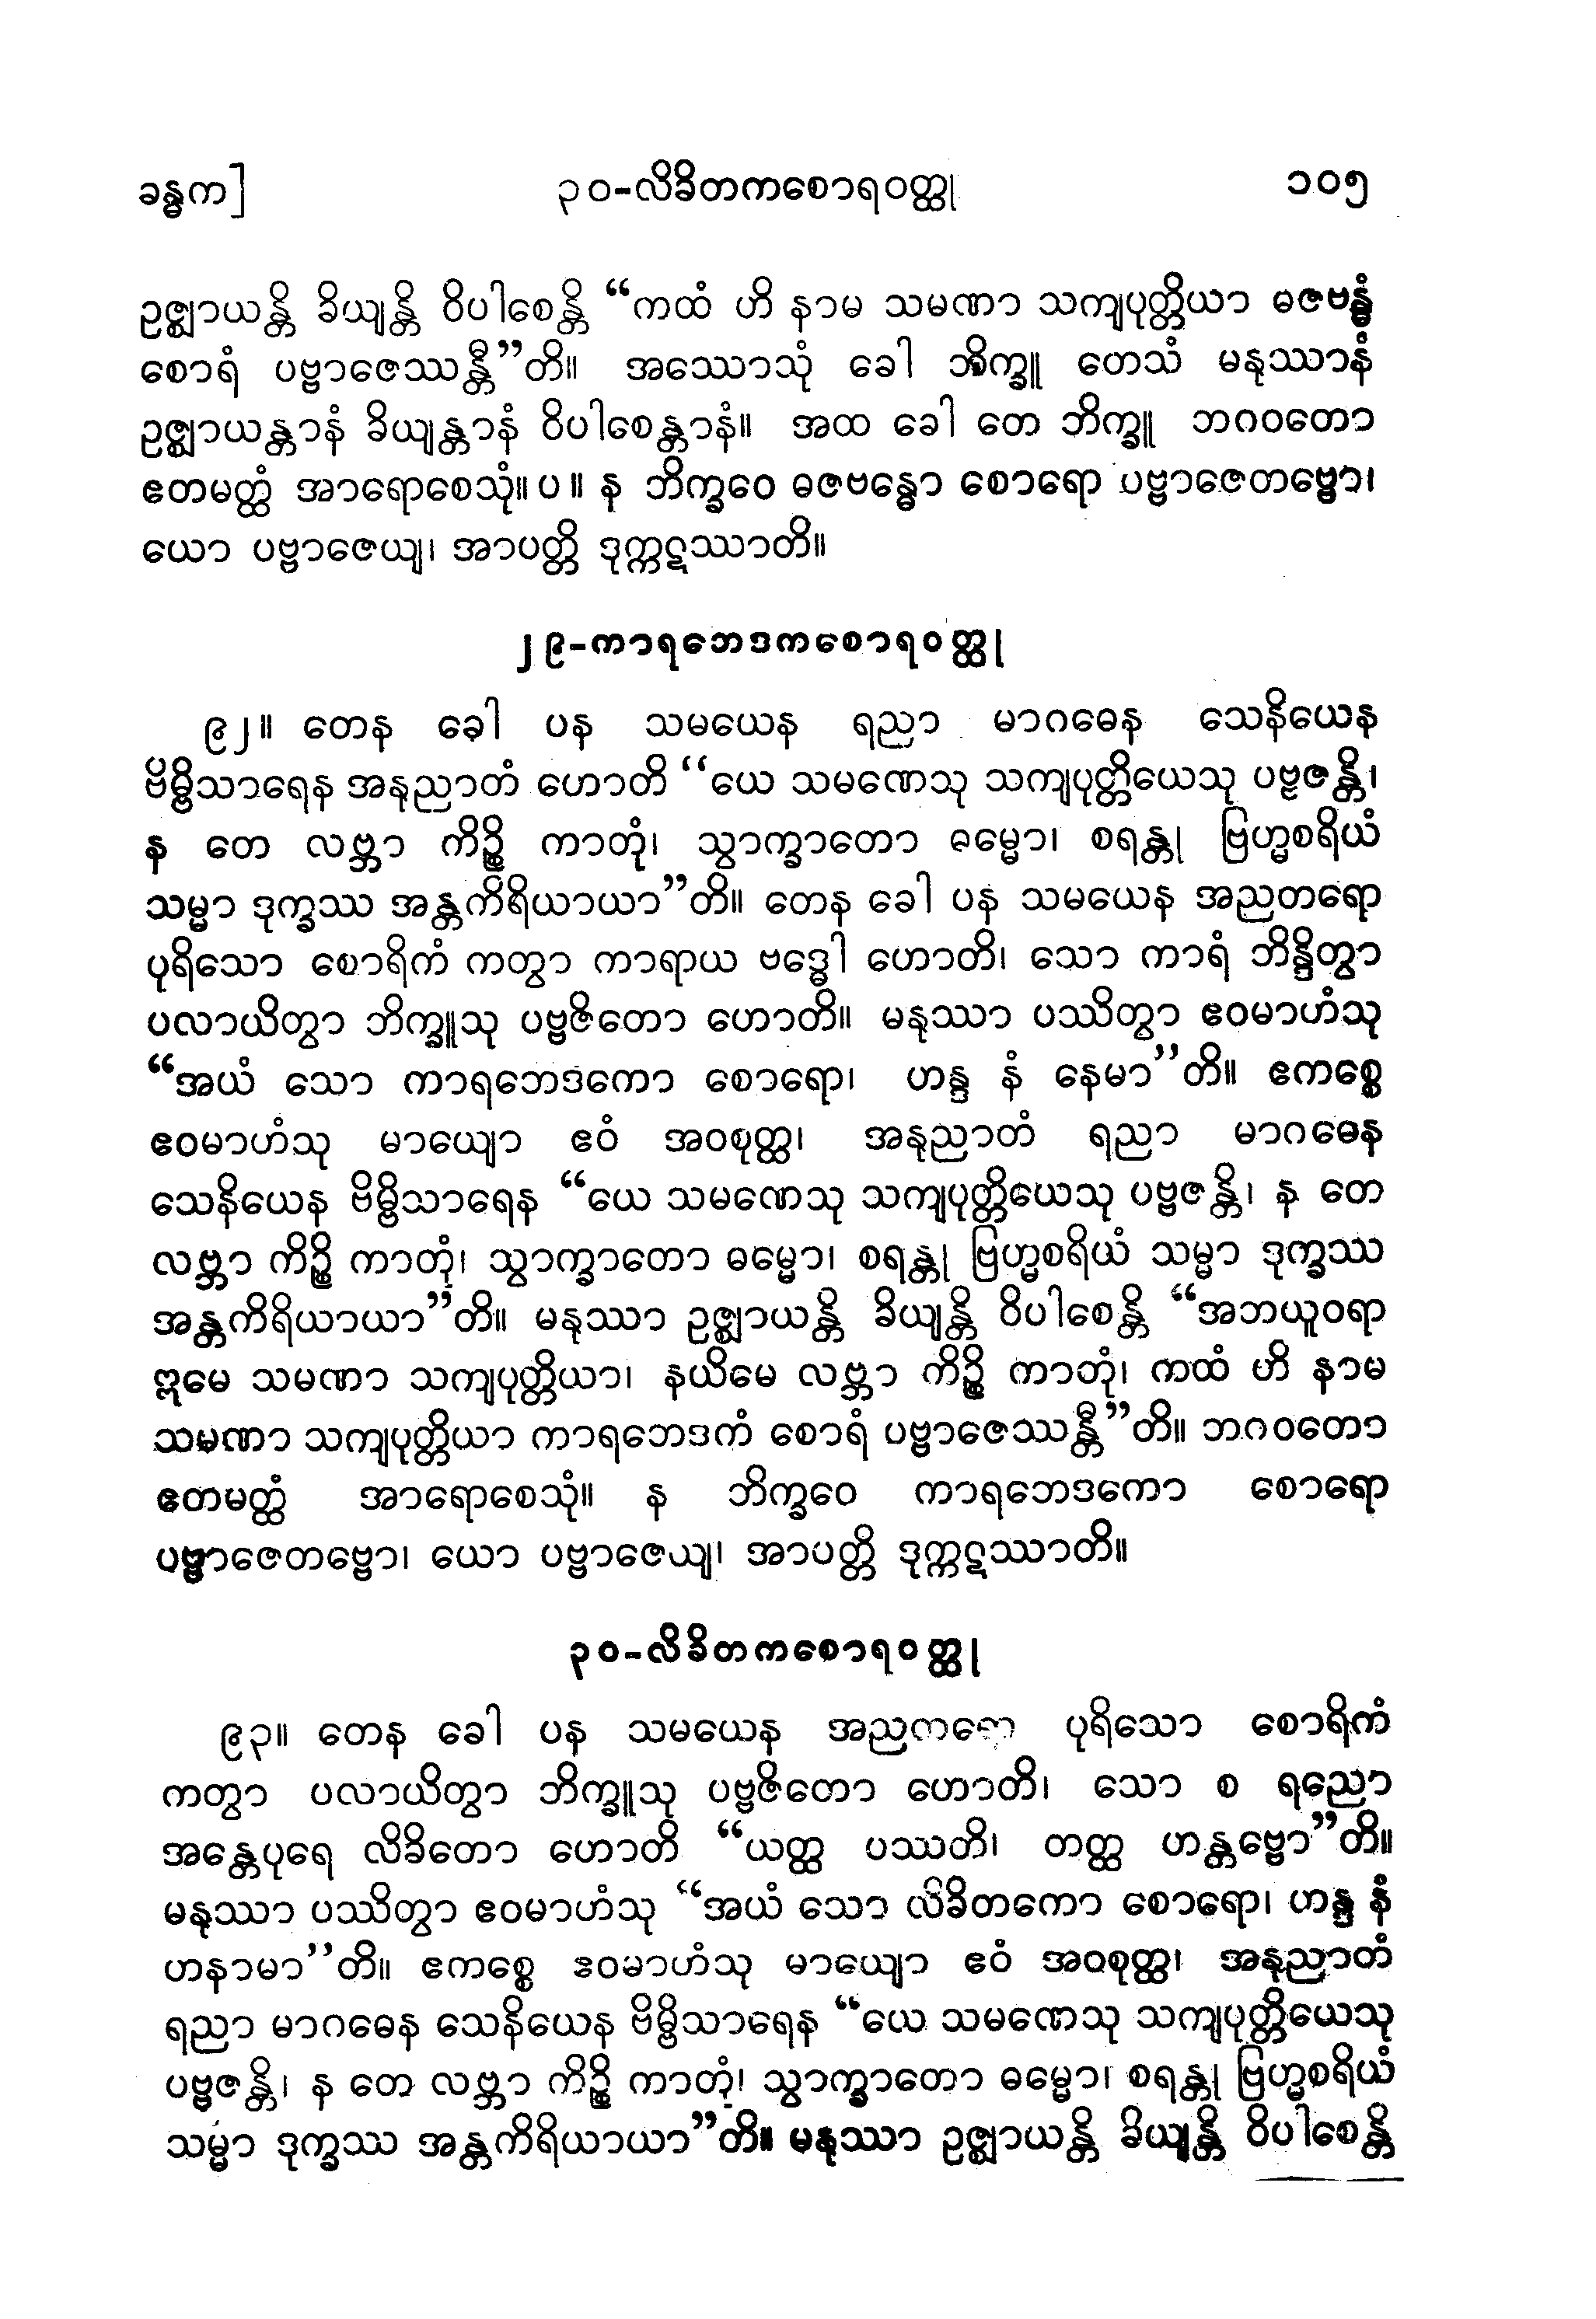 ခန္ဓက] ၃၀-လိခိတကစောရဝတ္ထု ၁၀၅
ဥဇ္ဈာယန္တိ ခိယျန္တိ ဝိပါစေန္တိ “ကထံ ဟိ နာမ သမဏာ သကျပုတ္တိယာ ဓဇဗန္ဓံ
စောရံ ပဗ္ဗာဇေဿန္တီ”တိ။ အဿောသုံ ခေါ ဘိက္ခူ တေသံ မနုဿာနံ
ဥဇ္ဈာယန္တာနံ ခိယျန္တာနံ ဝိပါစေန္တာနံ။ အထ ခေါ တေ ဘိက္ခူ ဘဂဝတော
ဧတမတ္ထံ အာရောစေသုံ။ပ။ န ဘိက္ခဝေ ဓဇဗန္ဓော စောရော ပဗ္ဗာဇေတဗ္ဗော၊
ယော ပဗ္ဗာဇေယျ၊ အာပတ္တိ ဒုက္ကဋဿာတိ။
၂၉-ကာရဘေဒကစောရဝတ္ထု
၉၂။ တေန ခေါ ပန သမယေန ရညာ မာဂဓေန သေနိယေန
ဗိမ္ဗိသာရေန အနုညာတံ ဟောတိ “ယေ သမဏေသု သကျပုတ္တိယေသု ပဗ္ဗဇန္တိ၊
န တေ လဗ္ဘာ ကိဉ္စိ ကာတုံ၊ သွာက္ခာတော ဓမ္မော၊ စရန္တု ဗြဟ္မစရိယံ
သမ္မာ ဒုက္ခဿ အန္တကိရိယာယာ”တိ။ တေန ခေါ ပန သမယေန အညတရော
ပုရိသော စောရိကံ ကတွာ ကာရာယ ဗဒ္ဓေါ ဟောတိ၊ သော ကာရံ ဘိန္ဒိတွာ
ပလာယိတွာ ဘိက္ခူသု ပဗ္ဗဇိတော ဟောတိ။ မနုဿာ ပဿိတွာ ဧဝမာဟံသု
“အယံ သော ကာရဘေဒကော စောရော၊ ဟန္ဒ နံ နေမာ”တိ။ ဧကစ္စေ
ဧဝမာဟံသု မာယျော ဧဝံ အဝစုတ္ထ၊ အနုညာတံ ရညာ မာဂဓေန
သေနိယေန ဗိမ္ဗိသာရေန “ယေ သမဏေသု သကျပုတ္တိယေသု ပဗ္ဗဇန္တိ၊ န တေ
လဗ္ဘာ ကိဉ္စိ ကာတုံ၊ သွာက္ခာတော ဓမ္မော၊ စရန္တု ဗြဟ္မစရိယံ သမ္မာ ဒုက္ခဿ
အန္တကိရိယာယာ”တိ။ မနုဿာ ဥဇ္ဈာယန္တိ ခိယျန္တိ ဝိပါစေန္တိ “အဘယူဝရာ
ဣမေ သမဏာ သကျပုတ္တိယာ၊ နယိမေ လဗ္ဘာ ကိဉ္စိ ကာတုံ၊ ကထံ ဟိ နာမ
သမဏာ သကျပုတ္တိယာ ကာရဘေဒကံ စောရံ ပဗ္ဗာဇေဿန္တီ”တိ။ ဘဂဝတော
ဧတမတ္ထံ အာရောစေသုံ။ န ဘိက္ခဝေ ကာရဘေဒကော စောရော
ပဗ္ဗာဇေတဗ္ဗော၊ ယော ပဗ္ဗာဇေယျ၊ အာပတ္တိ ဒုက္ကဋဿာတိ။
၃၀-လိခိတကစောရဝတ္ထု
၉၃။ တေန ခေါ ပန သမယေန အညတရော ပုရိသော စောရိကံ
ကတွာ ပလာယိတွာ ဘိက္ခူသု ပဗ္ဗဇိတော ဟောတိ၊ သော စ ရညော
အန္တေပုရေ လိခိတော ဟောတိ “ယတ္ထ ပဿတိ၊ တတ္ထ ဟန္တဗ္ဗော”တိ။
မနုဿာ ပဿိတွာ ဧဝမာဟံသု “အယံ သော လိခိတကော စောရော၊ ဟန္ဒ နံ
ဟနာမာ”တိ။ ဧကစ္စေ ဧဝမာဟံသု မာယျော ဧဝံ အဝစုတ္ထ၊ အနုညာတံ
ရညာ မာဂဓေန သေနိယေန ဗိမ္ဗိသာရေန “ယေ သမဏေသု သကျပုတ္တိယေသု
ပဗ္ဗဇန္တိ၊ န တေ လဗ္ဘာ ကိဉ္စိ ကာတုံ၊ သွာက္ခာတော ဓမ္မော၊ စရန္တု ဗြဟ္မစရိယံ
သမ္မာ ဒုက္ခဿ အန္တကိရိယာယာ”တိ။ မနုဿာ ဥဇ္ဈာယန္တိ ခိယျန္တိ ဝိပါစေန္တိ